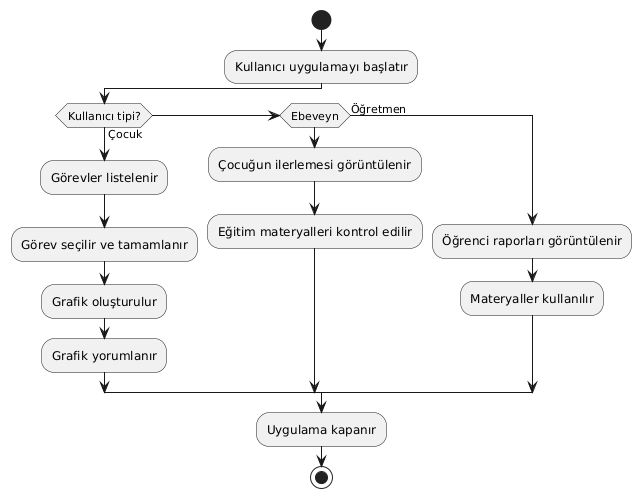 Kullanıcı uygulamayı başlatır
Kullanıcı tipi?
Çocuk
Görevler listelenir
Görev seçilir ve tamamlanır
Grafik oluşturulur
Grafik yorumlanır
Ebeveyn
Çocuğun ilerlemesi görüntülenir
Eğitim materyalleri kontrol edilir
Öğretmen
Öğrenci raporları görüntülenir
Materyaller kullanılır
Uygulama kapanır